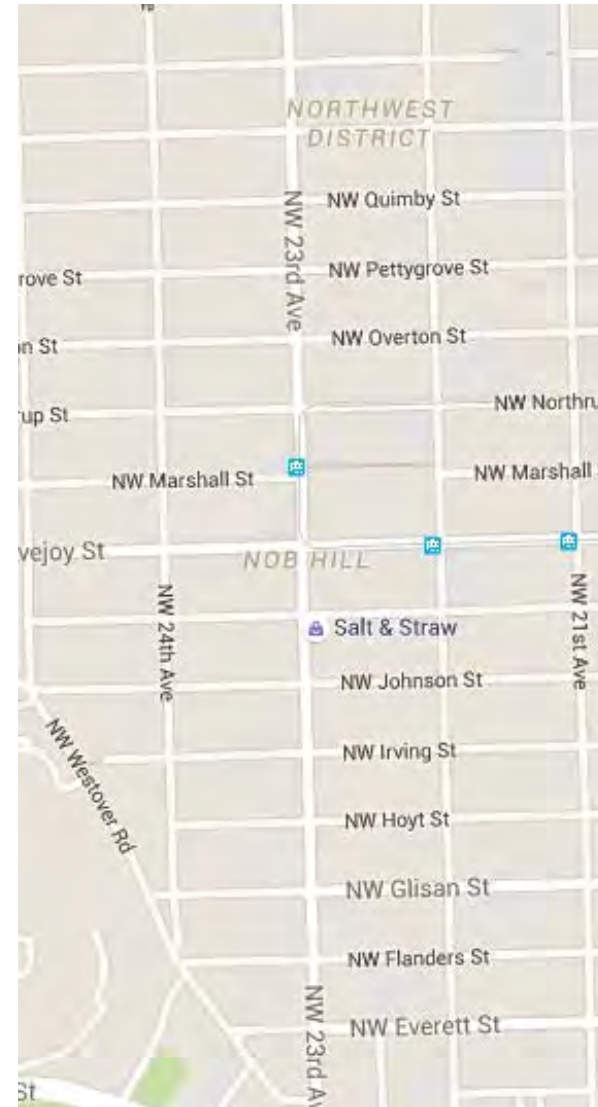 NORTHWEST
DISTRICT
NW Quimby St
NW 23rd Ave
NW Pettygrove St
rove St
NW Overton St
on St
NW Northru
up St
NW Marshall St
NW Marshall
vejoy St
NOB HILL
NW 24th Ave
NW 21st Ave
Salt & Straw
NW Johnson St
NW Westover Rd
NW Irving St
NW Hoyt St
NW Glisan St
NW Flanders St
NW 23rd Av
NW Everett St
St